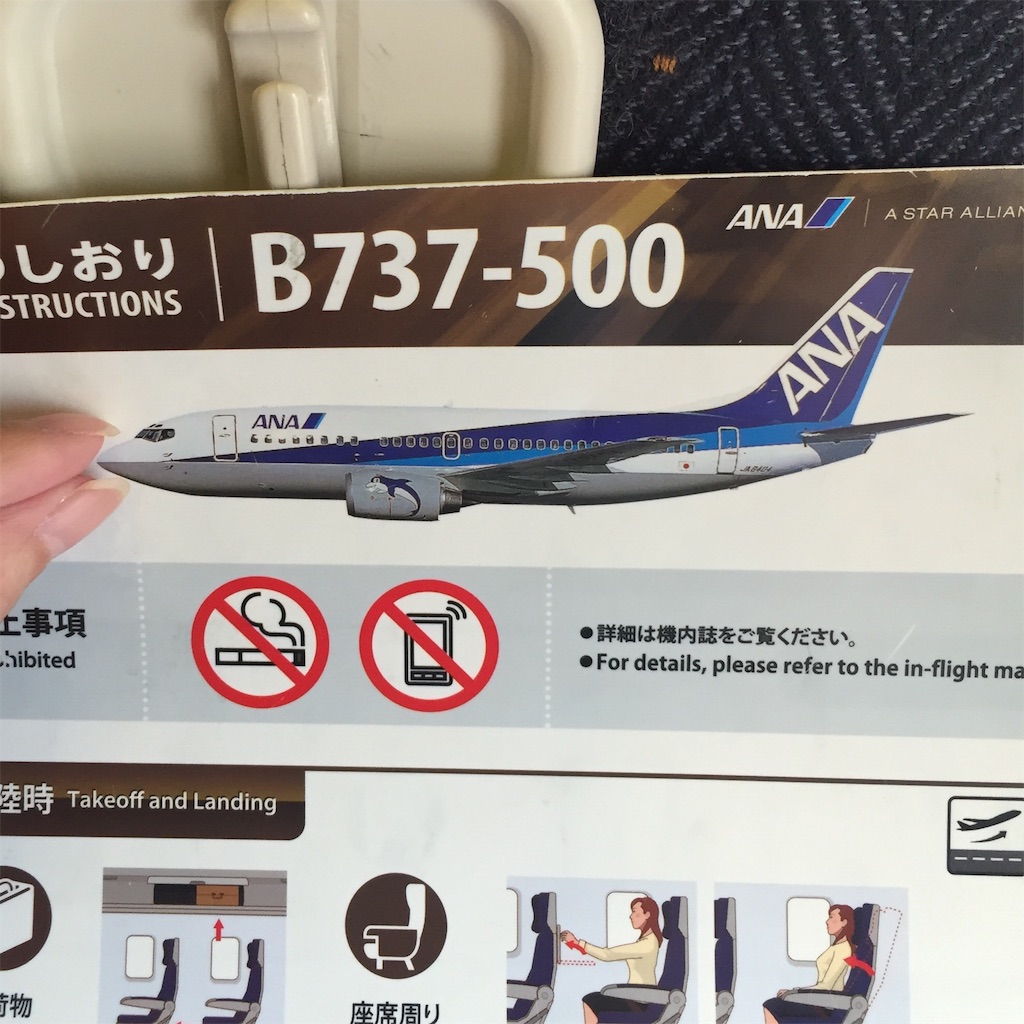 しおり
STRUCTIONS
B737-500
ANA
A STAR ALLIAN
ANA
ANA
JA8404
事項
hibited
●詳細は機内誌をご覧ください。
●For details, please refer to the in-flight ma
陸時 Takeoff and Landing
荷物
座席周り